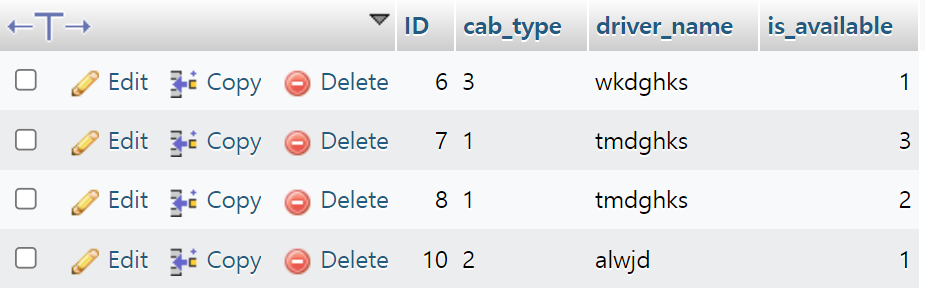 ID cab_type driver_name is_available
Edit Copy Delete 6 3 wkdghks 1
Edit Copy Delete 7 1 tmdghks 3
Edit Copy Delete 8 1 tmdghks 2
Edit Copy Delete 10 2 alwjd 1